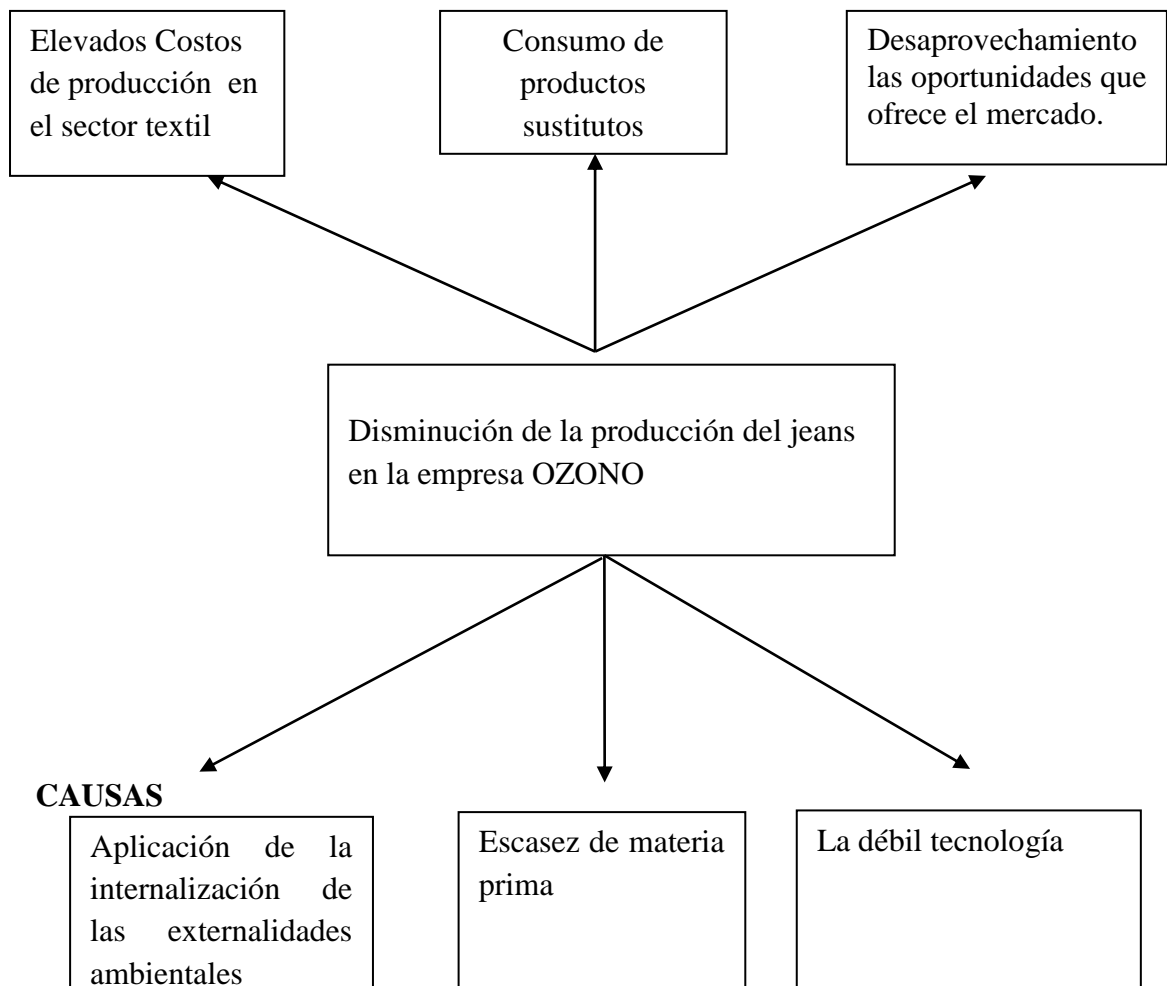 Elevados Costos
de producción en
el sector textil
Consumo de
productos
sustitutos
Desaprovechamiento
las oportunidades que
ofrece el mercado.
Disminución de la producción del jeans
en la empresa OZONO
CAUSAS
Aplicación de la
internalización de
las externalidades
ambientales
Escasez de materia
prima
La débil tecnología